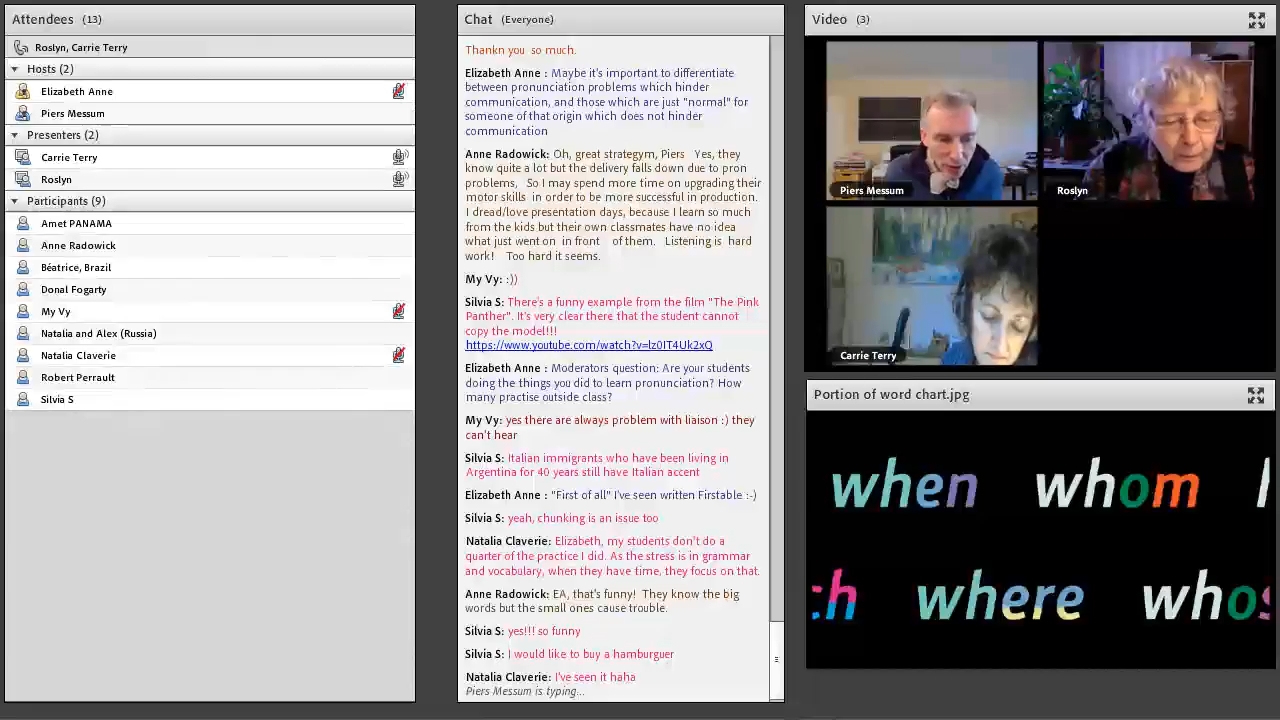 Attendees (13)
Roslyn, Carrie Terry
Hosts (2)
Elizabeth Anne
Piers Messum
Presenters (2)
Carrie Terry
Roslyn
Participants (9)
Amet PANAMA
Anne Radowick
Béatrice, Brazil
Donal Fogarty
My Vy
Natalia and Alex (Russia)
Natalia Claverie
Robert Perrault
Silvia S
Chat (Everyone)
Thankn you so much.
Elizabeth Anne : Maybe it's important to differentiate
between pronunciation problems which hinder
communication, and those which are just "normal" for
someone of that origin which does not hinder
communication
Anne Radowick: Oh, great strategym, Piers Yes, they
know quite a lot but the delivery falls down due to pron
problems, So I may spend more time on upgrading their
motor skills in order to be more successful in production.
I dread/love presentation days, because I learn so much
from the kids but their own classmates have no idea
what just went on in front of them. Listening is hard
work! Too hard it seems.
My Vy: :))
Silvia S: There's a funny example from the film "The Pink
Panther". It's very clear there that the student cannot
copy the model!!!
https://www.youtube.com/watch?v=lz0IT4Uk2xQ
Elizabeth Anne : Moderators question: Are your students
doing the things you did to learn pronunciation? How
many practise outside class?
My Vy: yes there are always problem with liaison :) they
can't hear
Silvia S: Italian immigrants who have been living in
Argentina for 40 years still have Italian accent
Elizabeth Anne : "First of all" I've seen written Firstable :-)
Silvia S: yeah, chunking is an issue too
Natalia Claverie: Elizabeth, my students don't do a
quarter of the practice I did. As the stress is in grammar
and vocabulary, when they have time, they focus on that.
Anne Radowick: EA, that's funny! They know the big
words but the small ones cause trouble.
Silvia S: yes!!! so funny
Silvia S: I would like to buy a hamburguer
Natalia Claverie: I've seen it haha
Piers Messum is typing...
Video (3)
Piers Messum
Roslyn
Carrie Terry
Portion of word chart.jpg
when whom
ch where whos